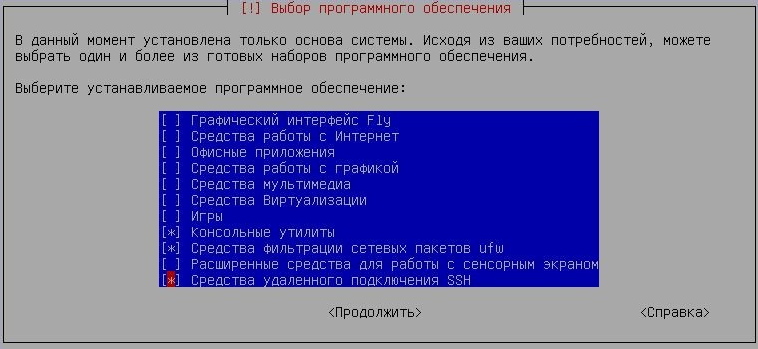 [!] Выбор программного обеспечения
В данный момент установлена только основа системы. Исходя из ваших потребностей, можете
выбрать один и более из готовых наборов программного обеспечения.
Выберите устанавливаемое программное обеспечение:
[ ] Графический интерфейс Fly
[ ] Средства работы с Интернет
[ ] Офисные приложения
[ ] Средства работы с графикой
[ ] Средства мультимедиа
[ ] Средства Виртуализации
[ ] Игры
[*] Консольные утилиты
[*] Средства фильтрации сетевых пакетов ufw
[ ] Расширенные средства для работы с сенсорным экраном
[*] Средства удаленного подключения SSH
<Продолжить> <Справка>